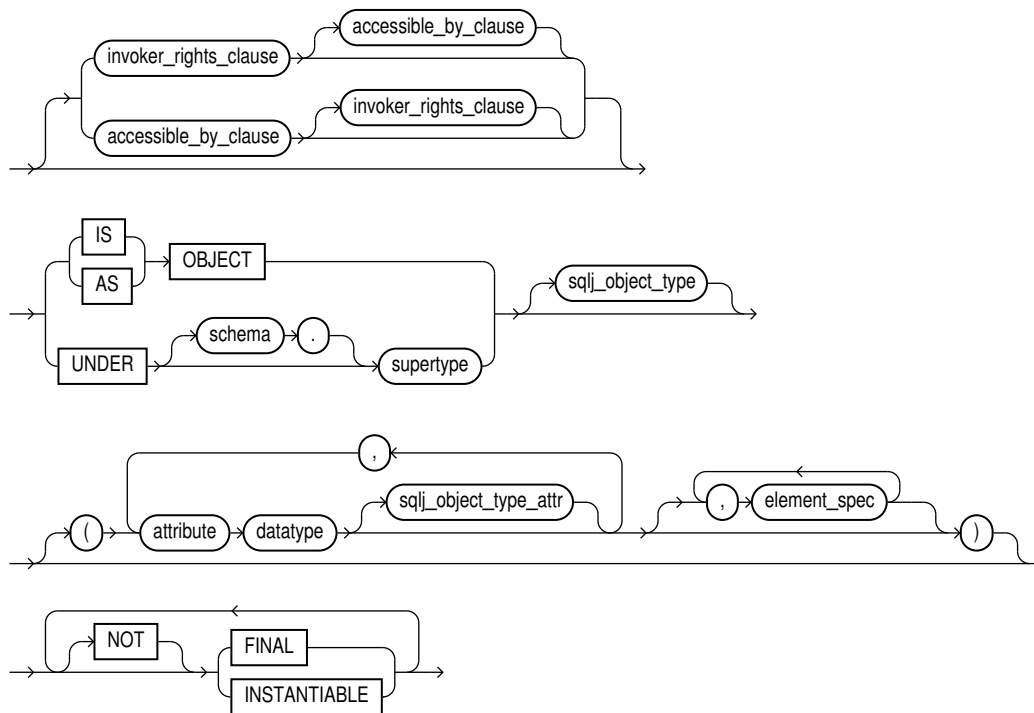 accessible_by_clause
invoker_rights_clause
invoker_rights_clause
accessible_by_clause
IS
OBJECT
AS
sqlj_object_type
schema .
UNDER supertype
,
sqlj_object_type_attr , element_spec
( attribute datatype )
NOT FINAL
INSTANTIABLE